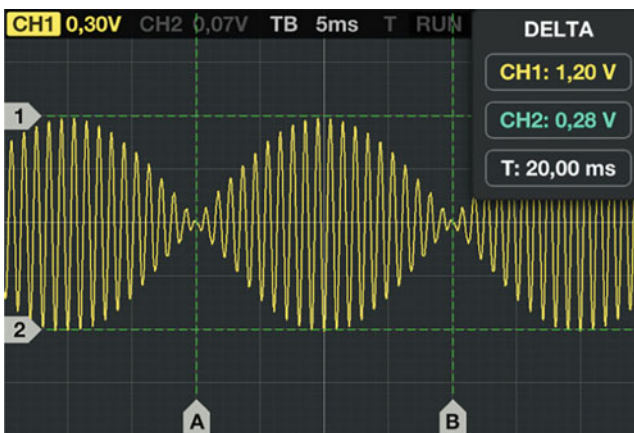 CH1 0,30V CH2 0,07V TB 5ms T RUN
DELTA
CH1: 1,20 V
CH2: 0,28 V
T: 20,00 ms
1
2
A
B